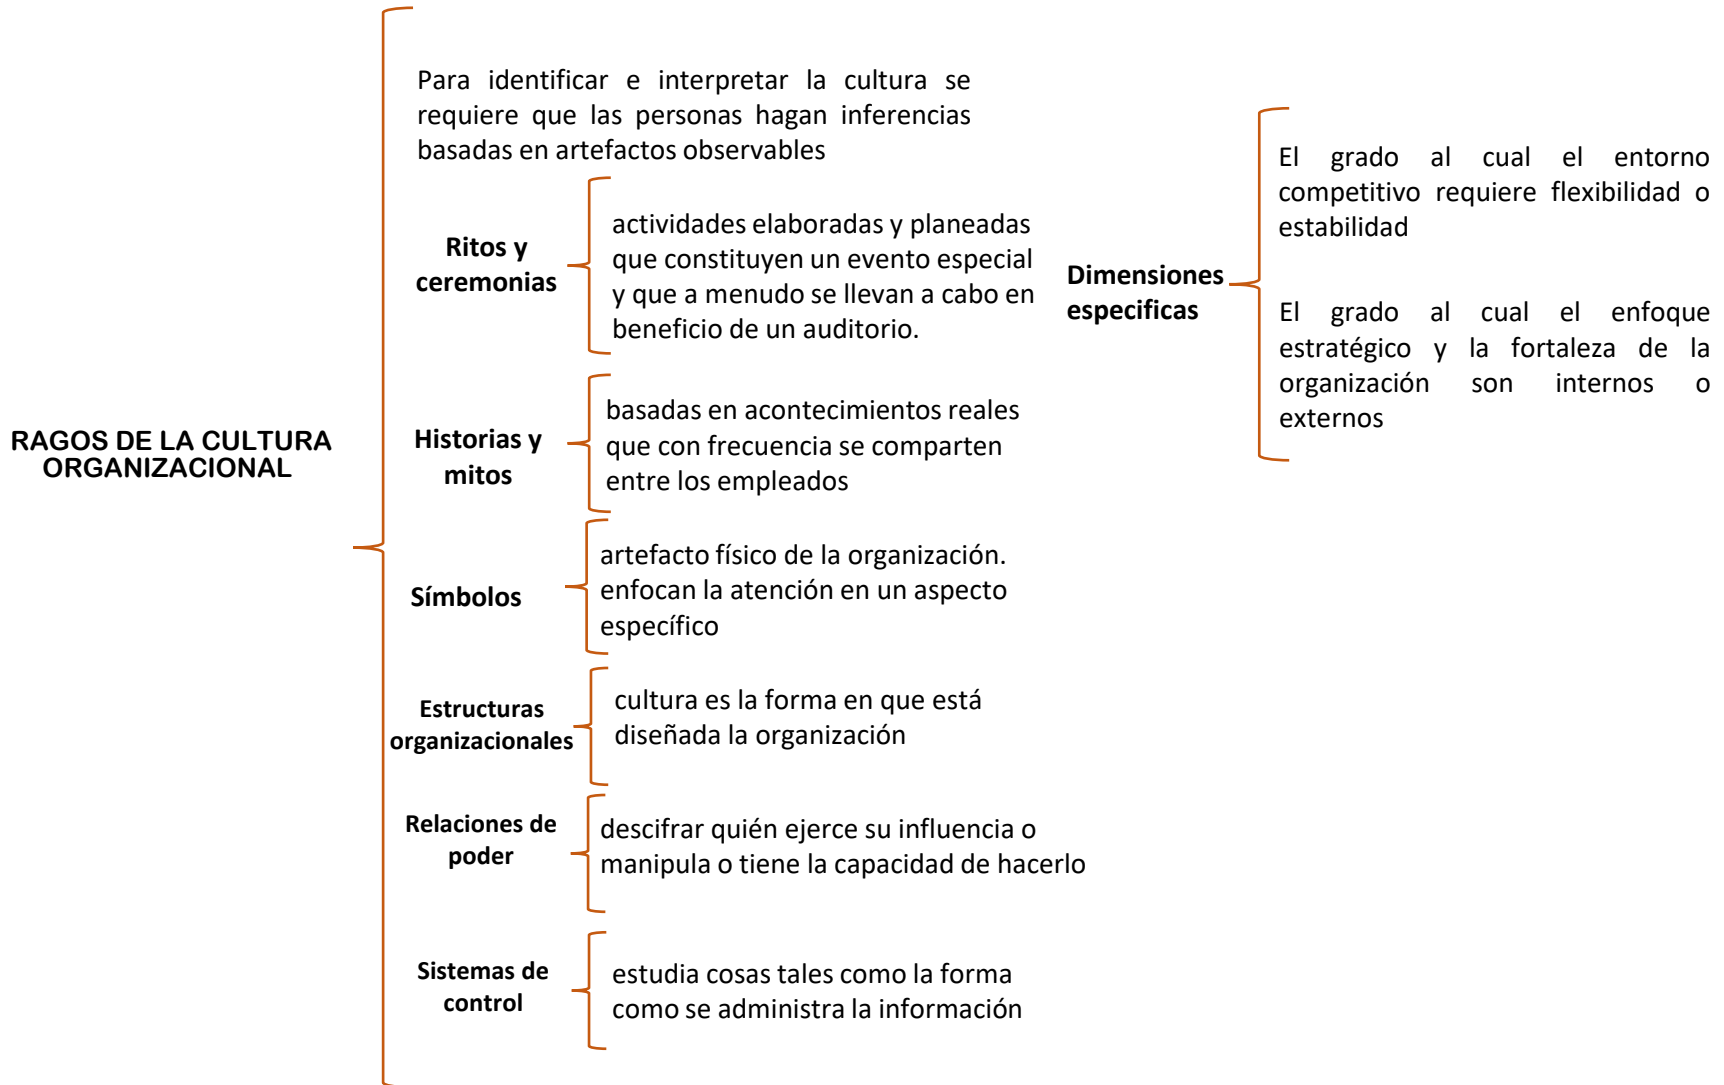 RAGOS DE LA CULTURA
ORGANIZACIONAL
Para identificar e interpretar la cultura se
requiere que las personas hagan inferencias
basadas en artefactos observables
Ritos y
ceremonias
actividades elaboradas y planeadas
que constituyen un evento especial
y que a menudo se llevan a cabo en
beneficio de un auditorio.
Historias y
mitos
basadas en acontecimientos reales
que con frecuencia se comparten
entre los empleados
Símbolos
artefacto físico de la organización.
enfocan la atención en un aspecto
específico
Estructuras
organizacionales
cultura es la forma en que está
diseñada la organización
Relaciones de
poder
descifrar quién ejerce su influencia o
manipula o tiene la capacidad de hacerlo
Sistemas de
control
estudia cosas tales como la forma
como se administra la información
Dimensiones
especificas
El grado al cual el entorno
competitivo requiere flexibilidad o
estabilidad
El grado al cual el enfoque
estratégico y la fortaleza de la
organización son internos o
externos